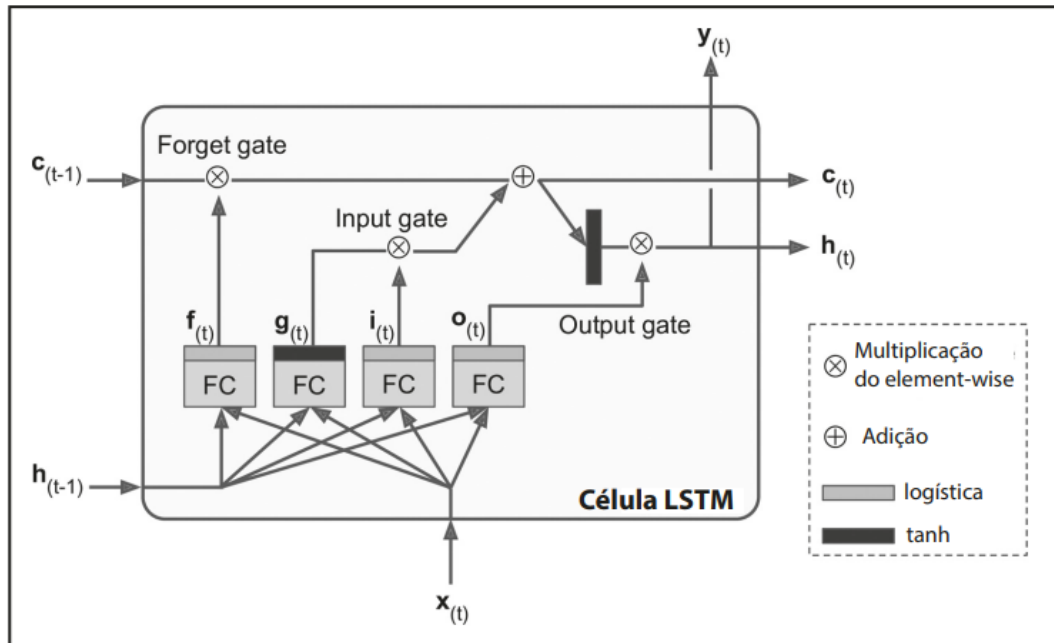 y(t)
Forget gate
c(t-1)
c(t)
Input gate
h(t)
f(t)
g(t)
i(t)
o(t)
Output gate
FC
FC
FC
FC
Multiplicação
do element-wise
Adição
h(t-1)
Célula LSTM
logística
tanh
x(t)